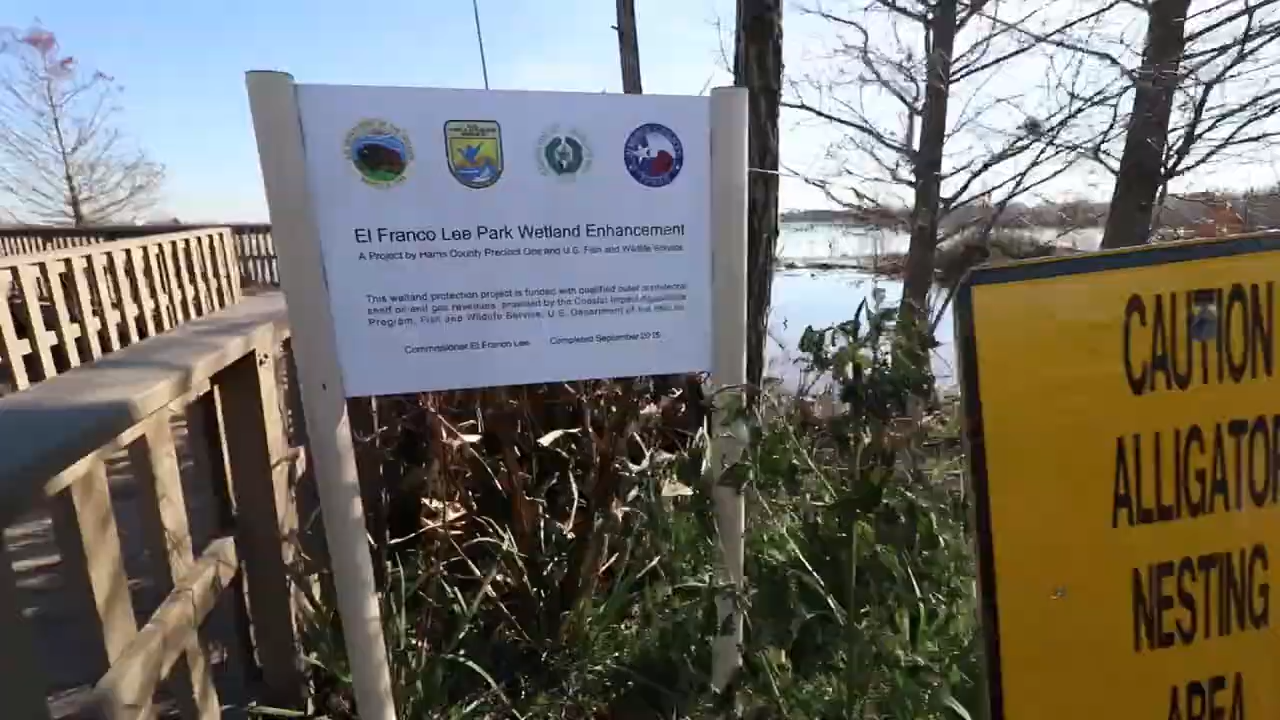 El Franco Lee Park Wetland Enhancement
A Project by Harris County Precinct One and U.S. Fish and Wildlife Service
This wetland protection project is funded with qualified outer continental
shelf oil and gas revenues, provided by the Coastal Impact Assistance
Program, Fish and Wildlife Service, U.S. Department of the Interior.
Commissioner El Franco Lee Completed September 2015
CAUTION
ALLIGATOR
NESTING
AREA